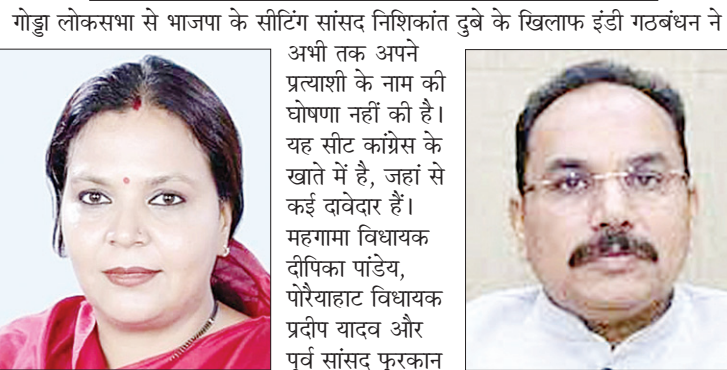 गोड्डा लोकसभा से भाजपा के सीटिंग सांसद निशिकांत दुबे के खिलाफ इंडी गठबंधन ने
अभी तक अपने
प्रत्याशी के नाम की
घोषणा नहीं की है।
यह सीट कांग्रेस के
खाते में है, जहां से
कई दावेदार हैं।
महगामा विधायक
दीपिका पांडेय,
पोरैयाहाट विधायक
प्रदीप यादव और
पूर्व सांसद फुरकान